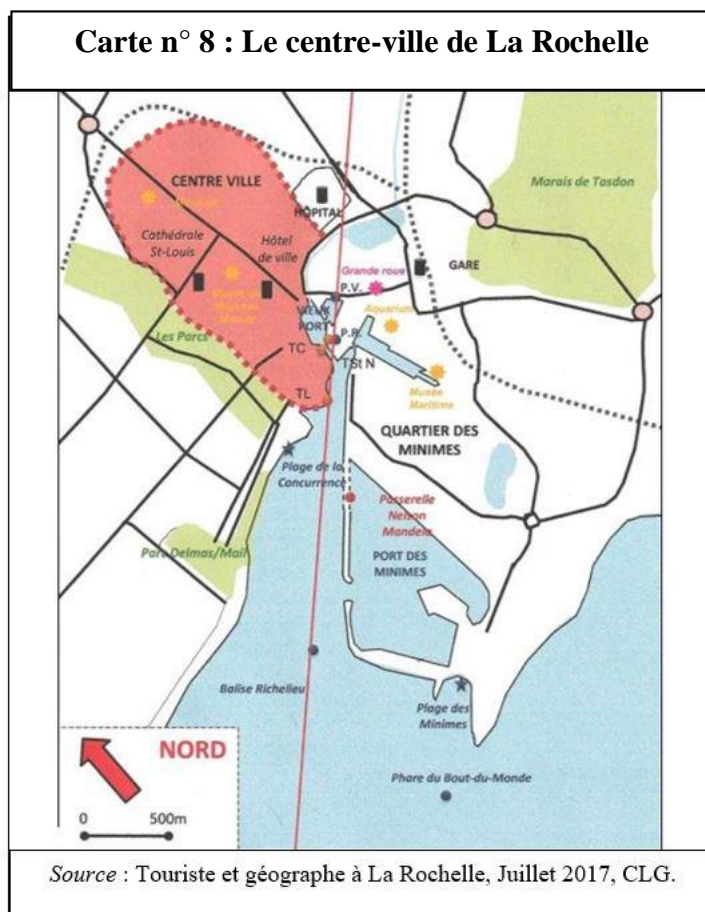 Carte n° 8 : Le centre-ville de La Rochelle
Marais de Tasdon
CENTRE VILLE
HÔPITAL
Cathédrale
St-Louis
Hôtel
de ville
Grande roue
GARE
P.V.
VIEUX
PORT
Aquarium
Les Parcs
P.R.
TC
TSt N
TL
Musée
Maritime
QUARTIER DES
MINIMES
Plage de la
Concurrence
Passerelle
Nelson
Mandela
PORT DES
MINIMES
Parc Delmas/Mail
Balise Richelieu
Plage des
Minimes
NORD
Phare du Bout-du-Monde
0 500m
Source : Touriste et géographe à La Rochelle, Juillet 2017, CLG.